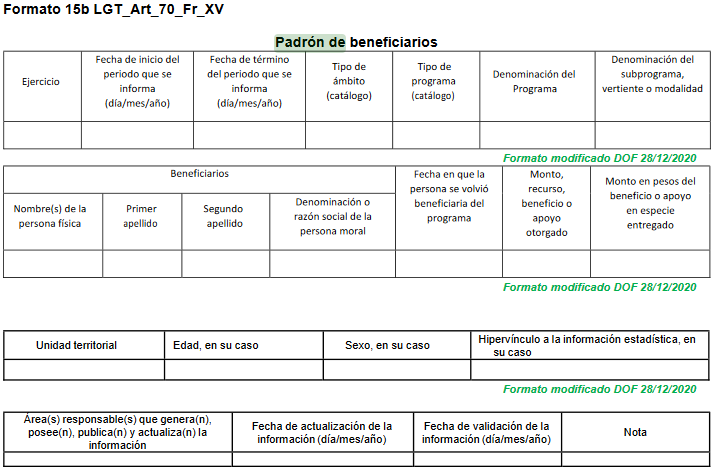 Formato 15b LGT_Art_70_Fr_XV
Padrón de beneficiarios
Ejercicio
Fecha de inicio del
periodo que se
informa
(día/mes/año)
Fecha de término
del periodo que se
informa
(día/mes/año)
Tipo de
ámbito
(catálogo)
Tipo de
programa
(catálogo)
Denominación del
Programa
Denominación del
subprograma,
vertiente o modalidad
Formato modificado DOF 28/12/2020
Beneficiarios
Nombre(s) de la
persona física
Primer
apellido
Segundo
apellido
Denominación o
razón social de la
persona moral
Fecha en que la
persona se volvió
beneficiaria del
programa
Monto,
recurso,
beneficio o
apoyo
otorgado
Monto en pesos del
beneficio o apoyo
en especie
entregado
Formato modificado DOF 28/12/2020
Unidad territorial
Edad, en su caso
Sexo, en su caso
Hipervínculo a la información estadística, en
su caso
Formato modificado DOF 28/12/2020
Área(s) responsable(s) que genera(n),
posee(n), publica(n) y actualiza(n) la
información
Fecha de actualización de la
información (día/mes/año)
Fecha de validación de la
información (día/mes/año)
Nota